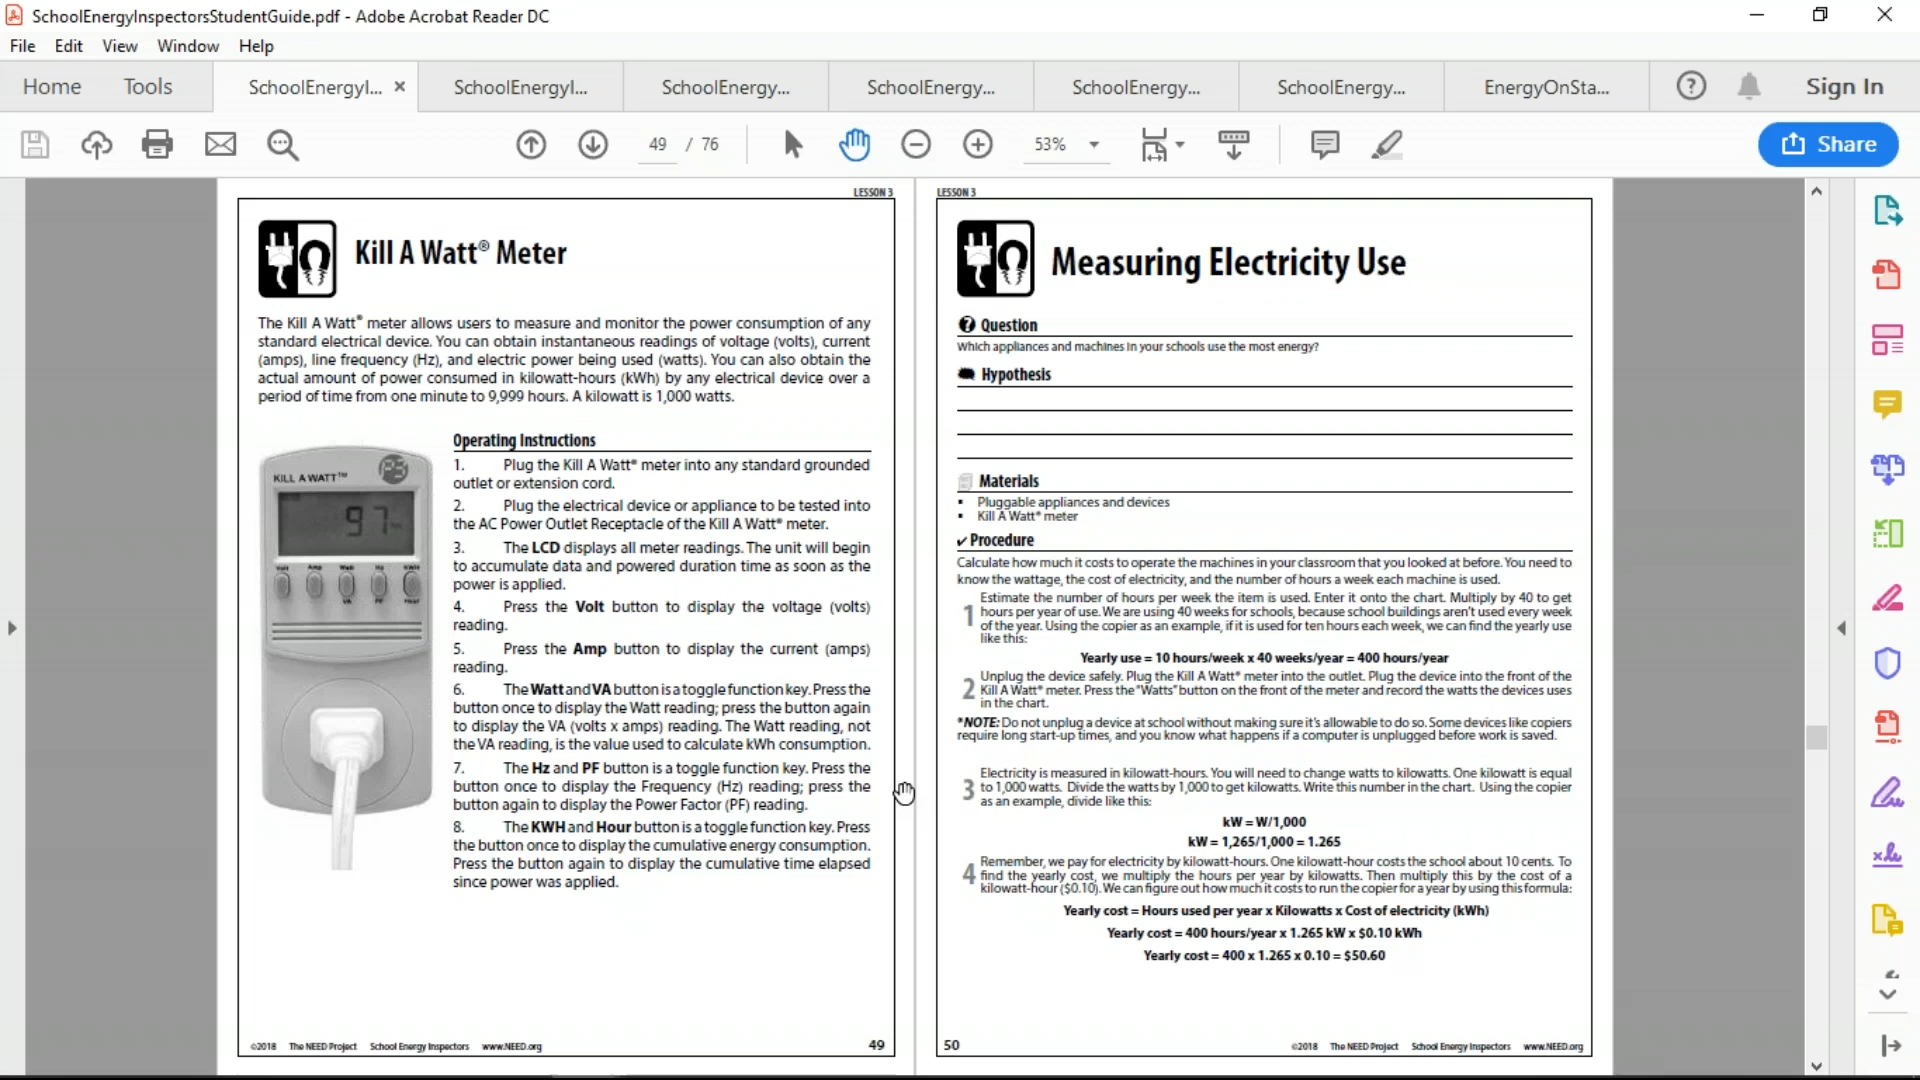 SchoolEnergyInspectorsStudentGuide.pdf - Adobe Acrobat Reader DC
File Edit View Window Help
Home Tools SchoolEnergyI... SchoolEnergyI... SchoolEnergy... SchoolEnergy... SchoolEnergy... SchoolEnergy... EnergyOnSta... Sign In
49 / 76 53% Share
LESSON 3
Kill A Watt® Meter
The Kill A Watt® meter allows users to measure and monitor the power consumption of any
standard electrical device. You can obtain instantaneous readings of voltage (volts), current
(amps), line frequency (Hz), and electric power being used (watts). You can also obtain the
actual amount of power consumed in kilowatt-hours (kWh) by any electrical device over a
period of time from one minute to 9,999 hours. A kilowatt is 1,000 watts.
KILL A WATT™
P3
97
Volt Amp Watt Hz KWH
VA PF Hour
Operating Instructions
1. Plug the Kill A Watt® meter into any standard grounded
outlet or extension cord.
2. Plug the electrical device or appliance to be tested into
the AC Power Outlet Receptacle of the Kill A Watt® meter.
3. The LCD displays all meter readings. The unit will begin
to accumulate data and powered duration time as soon as the
power is applied.
4. Press the Volt button to display the voltage (volts)
reading.
5. Press the Amp button to display the current (amps)
reading.
6. The Watt and VA button is a toggle function key. Press the
button once to display the Watt reading; press the button again
to display the VA (volts x amps) reading. The Watt reading, not
the VA reading, is the value used to calculate kWh consumption.
7. The Hz and PF button is a toggle function key. Press the
button once to display the Frequency (Hz) reading; press the
button again to display the Power Factor (PF) reading.
8. The KWH and Hour button is a toggle function key. Press
the button once to display the cumulative energy consumption.
Press the button again to display the cumulative time elapsed
since power was applied.
©2018 The NEED Project School Energy Inspectors www.NEED.org 49
LESSON 3
Measuring Electricity Use
Question
Which appliances and machines in your schools use the most energy?
Hypothesis
Materials
▪ Pluggable appliances and devices
▪ Kill A Watt® meter
✔ Procedure
Calculate how much it costs to operate the machines in your classroom that you looked at before. You need to
know the wattage, the cost of electricity, and the number of hours a week each machine is used.
1 Estimate the number of hours per week the item is used. Enter it onto the chart. Multiply by 40 to get
hours per year of use. We are using 40 weeks for schools, because school buildings aren't used every week
of the year. Using the copier as an example, if it is used for ten hours each week, we can find the yearly use
like this:
Yearly use = 10 hours/week x 40 weeks/year = 400 hours/year
2 Unplug the device safely. Plug the Kill A Watt® meter into the outlet. Plug the device into the front of the
Kill A Watt® meter. Press the "Watts" button on the front of the meter and record the watts the devices uses
in the chart.
*NOTE: Do not unplug a device at school without making sure it's allowable to do so. Some devices like copiers
require long start-up times, and you know what happens if a computer is unplugged before work is saved.
3 Electricity is measured in kilowatt-hours. You will need to change watts to kilowatts. One kilowatt is equal
to 1,000 watts. Divide the watts by 1,000 to get kilowatts. Write this number in the chart. Using the copier
as an example, divide like this:
kW = W/1,000
kW = 1,265/1,000 = 1.265
4 Remember, we pay for electricity by kilowatt-hours. One kilowatt-hour costs the school about 10 cents. To
find the yearly cost, we multiply the hours per year by kilowatts. Then multiply this by the cost of a
kilowatt-hour ($0.10). We can figure out how much it costs to run the copier for a year by using this formula:
Yearly cost = Hours used per year x Kilowatts x Cost of electricity (kWh)
Yearly cost = 400 hours/year x 1.265 kW x $0.10 kWh
Yearly cost = 400 x 1.265 x 0.10 = $50.60
50 ©2018 The NEED Project School Energy Inspectors www.NEED.org